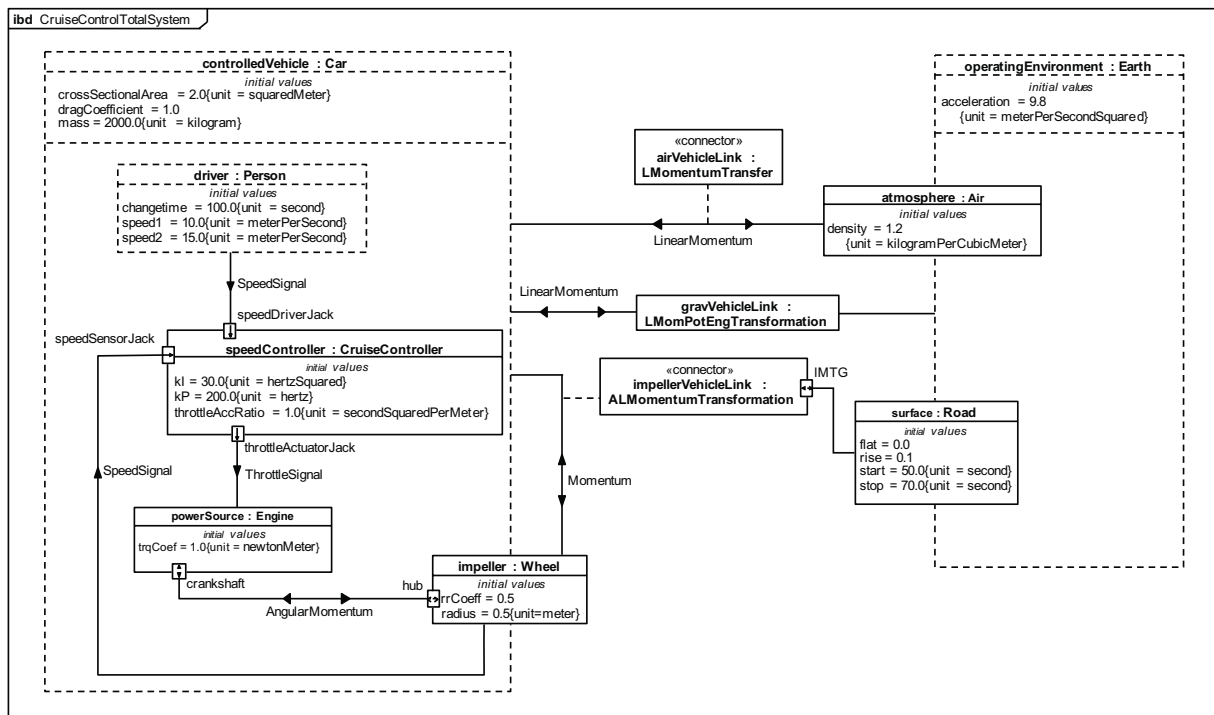 ibd CruiseControlTotalSystem
controlledVehicle : Car
initial values
crossSectionalArea = 2.0{unit = squaredMeter}
dragCoefficient = 1.0
mass = 2000.0{unit = kilogram}
driver : Person
initial values
changetime = 100.0{unit = second}
speed1 = 10.0{unit = meterPerSecond}
speed2 = 15.0{unit = meterPerSecond}
SpeedSignal
speedDriverJack
speedSensorJack
speedController : CruiseController
initial values
kI = 30.0{unit = hertzSquared}
kP = 200.0{unit = hertz}
throttleAccRatio = 1.0{unit = secondSquaredPerMeter}
throttleActuatorJack
SpeedSignal
ThrottleSignal
powerSource : Engine
initial values
trqCoef = 1.0{unit = newtonMeter}
crankshaft
AngularMomentum
hub
impeller : Wheel
initial values
rrCoeff = 0.5
radius = 0.5{unit=meter}
Momentum
«connector»
airVehicleLink :
LMomentumTransfer
LinearMomentum
LinearMomentum
gravVehicleLink :
LMomPotEngTransformation
«connector»
impellerVehicleLink :
ALMomentumTransformation
IMTG
operatingEnvironment : Earth
initial values
acceleration = 9.8
{unit = meterPerSecondSquared}
atmosphere : Air
initial values
density = 1.2
{unit = kilogramPerCubicMeter}
surface : Road
initial values
flat = 0.0
rise = 0.1
start = 50.0{unit = second}
stop = 70.0{unit = second}